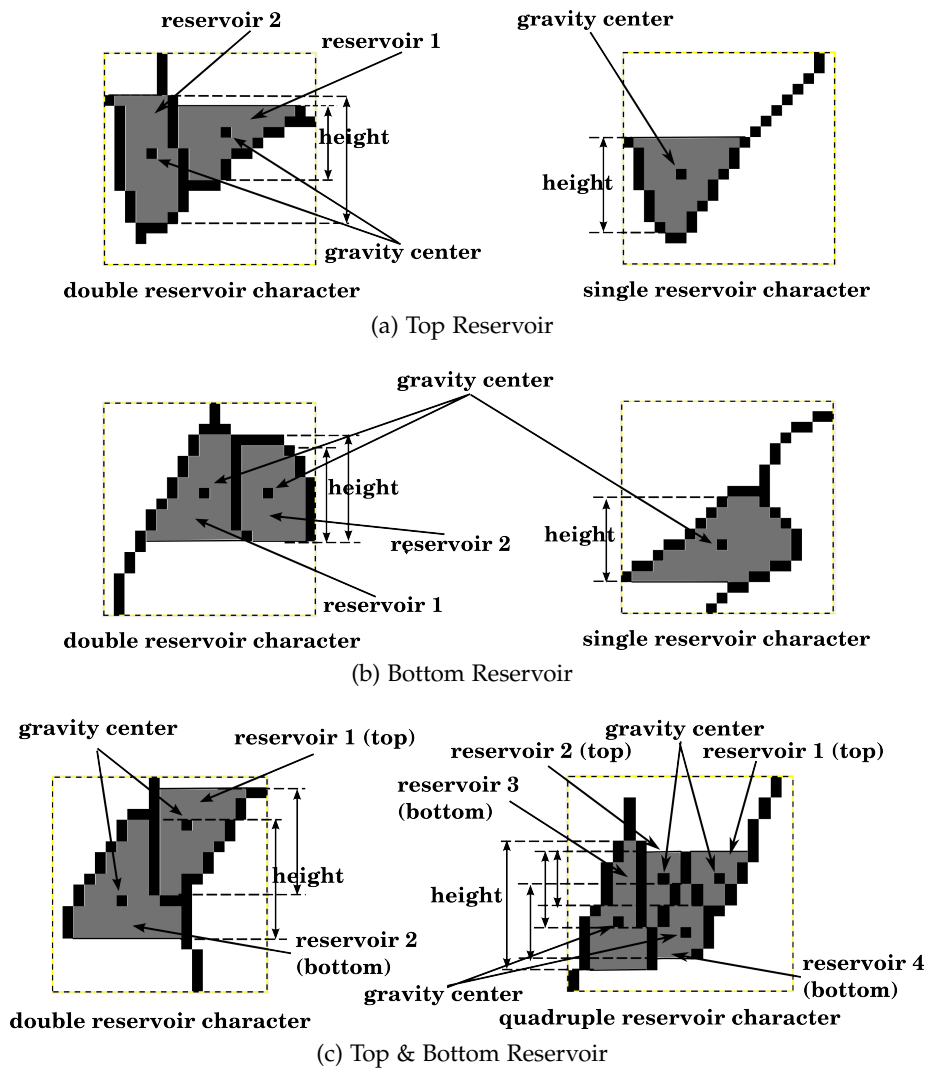 reservoir 2
reservoir 1
gravity center
height
height
gravity center
double reservoir character
single reservoir character
(a) Top Reservoir
gravity center
height
height
reservoir 2
reservoir 1
double reservoir character
single reservoir character
(b) Bottom Reservoir
gravity center
reservoir 1 (top)
gravity center
reservoir 2 (top)
reservoir 1 (top)
reservoir 3
(bottom)
height
height
reservoir 2
(bottom)
reservoir 4
(bottom)
gravity center
double reservoir character
quadruple reservoir character
(c) Top & Bottom Reservoir